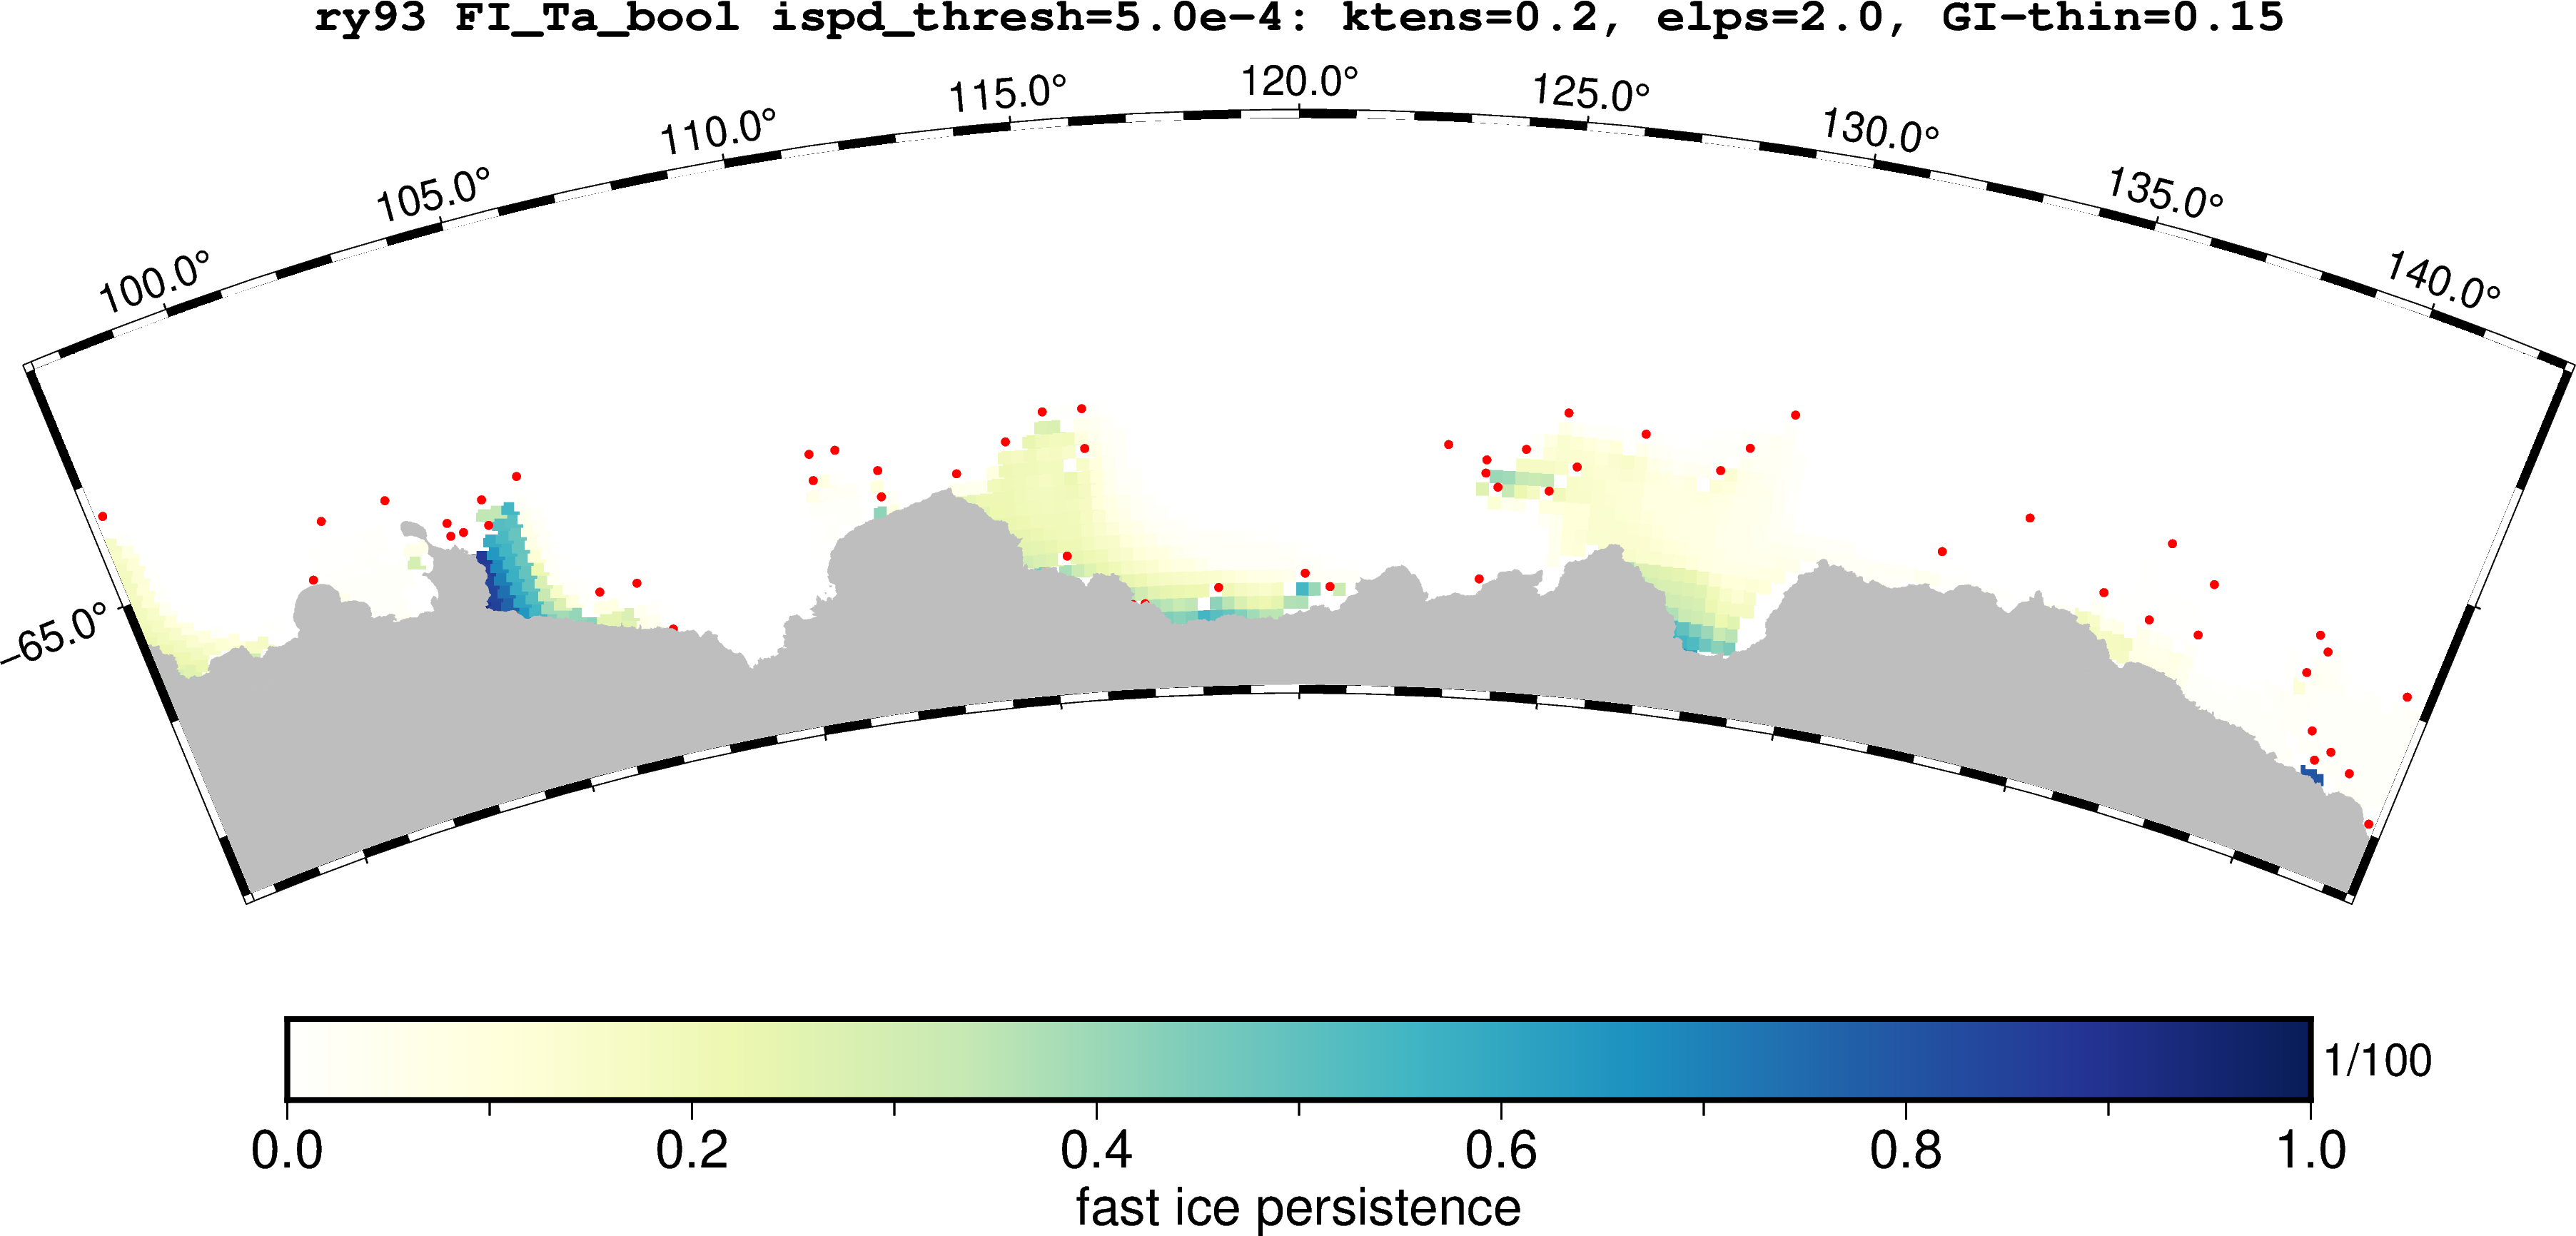 ry93 FI_Ta_bool ispd_thresh=5.0e-4: ktens=0.2, elps=2.0, GI-thin=0.15
100.0° 105.0° 110.0° 115.0° 120.0° 125.0° 130.0° 135.0° 140.0°
-65.0°
1/100
0.0 0.2 0.4 0.6 0.8 1.0
fast ice persistence